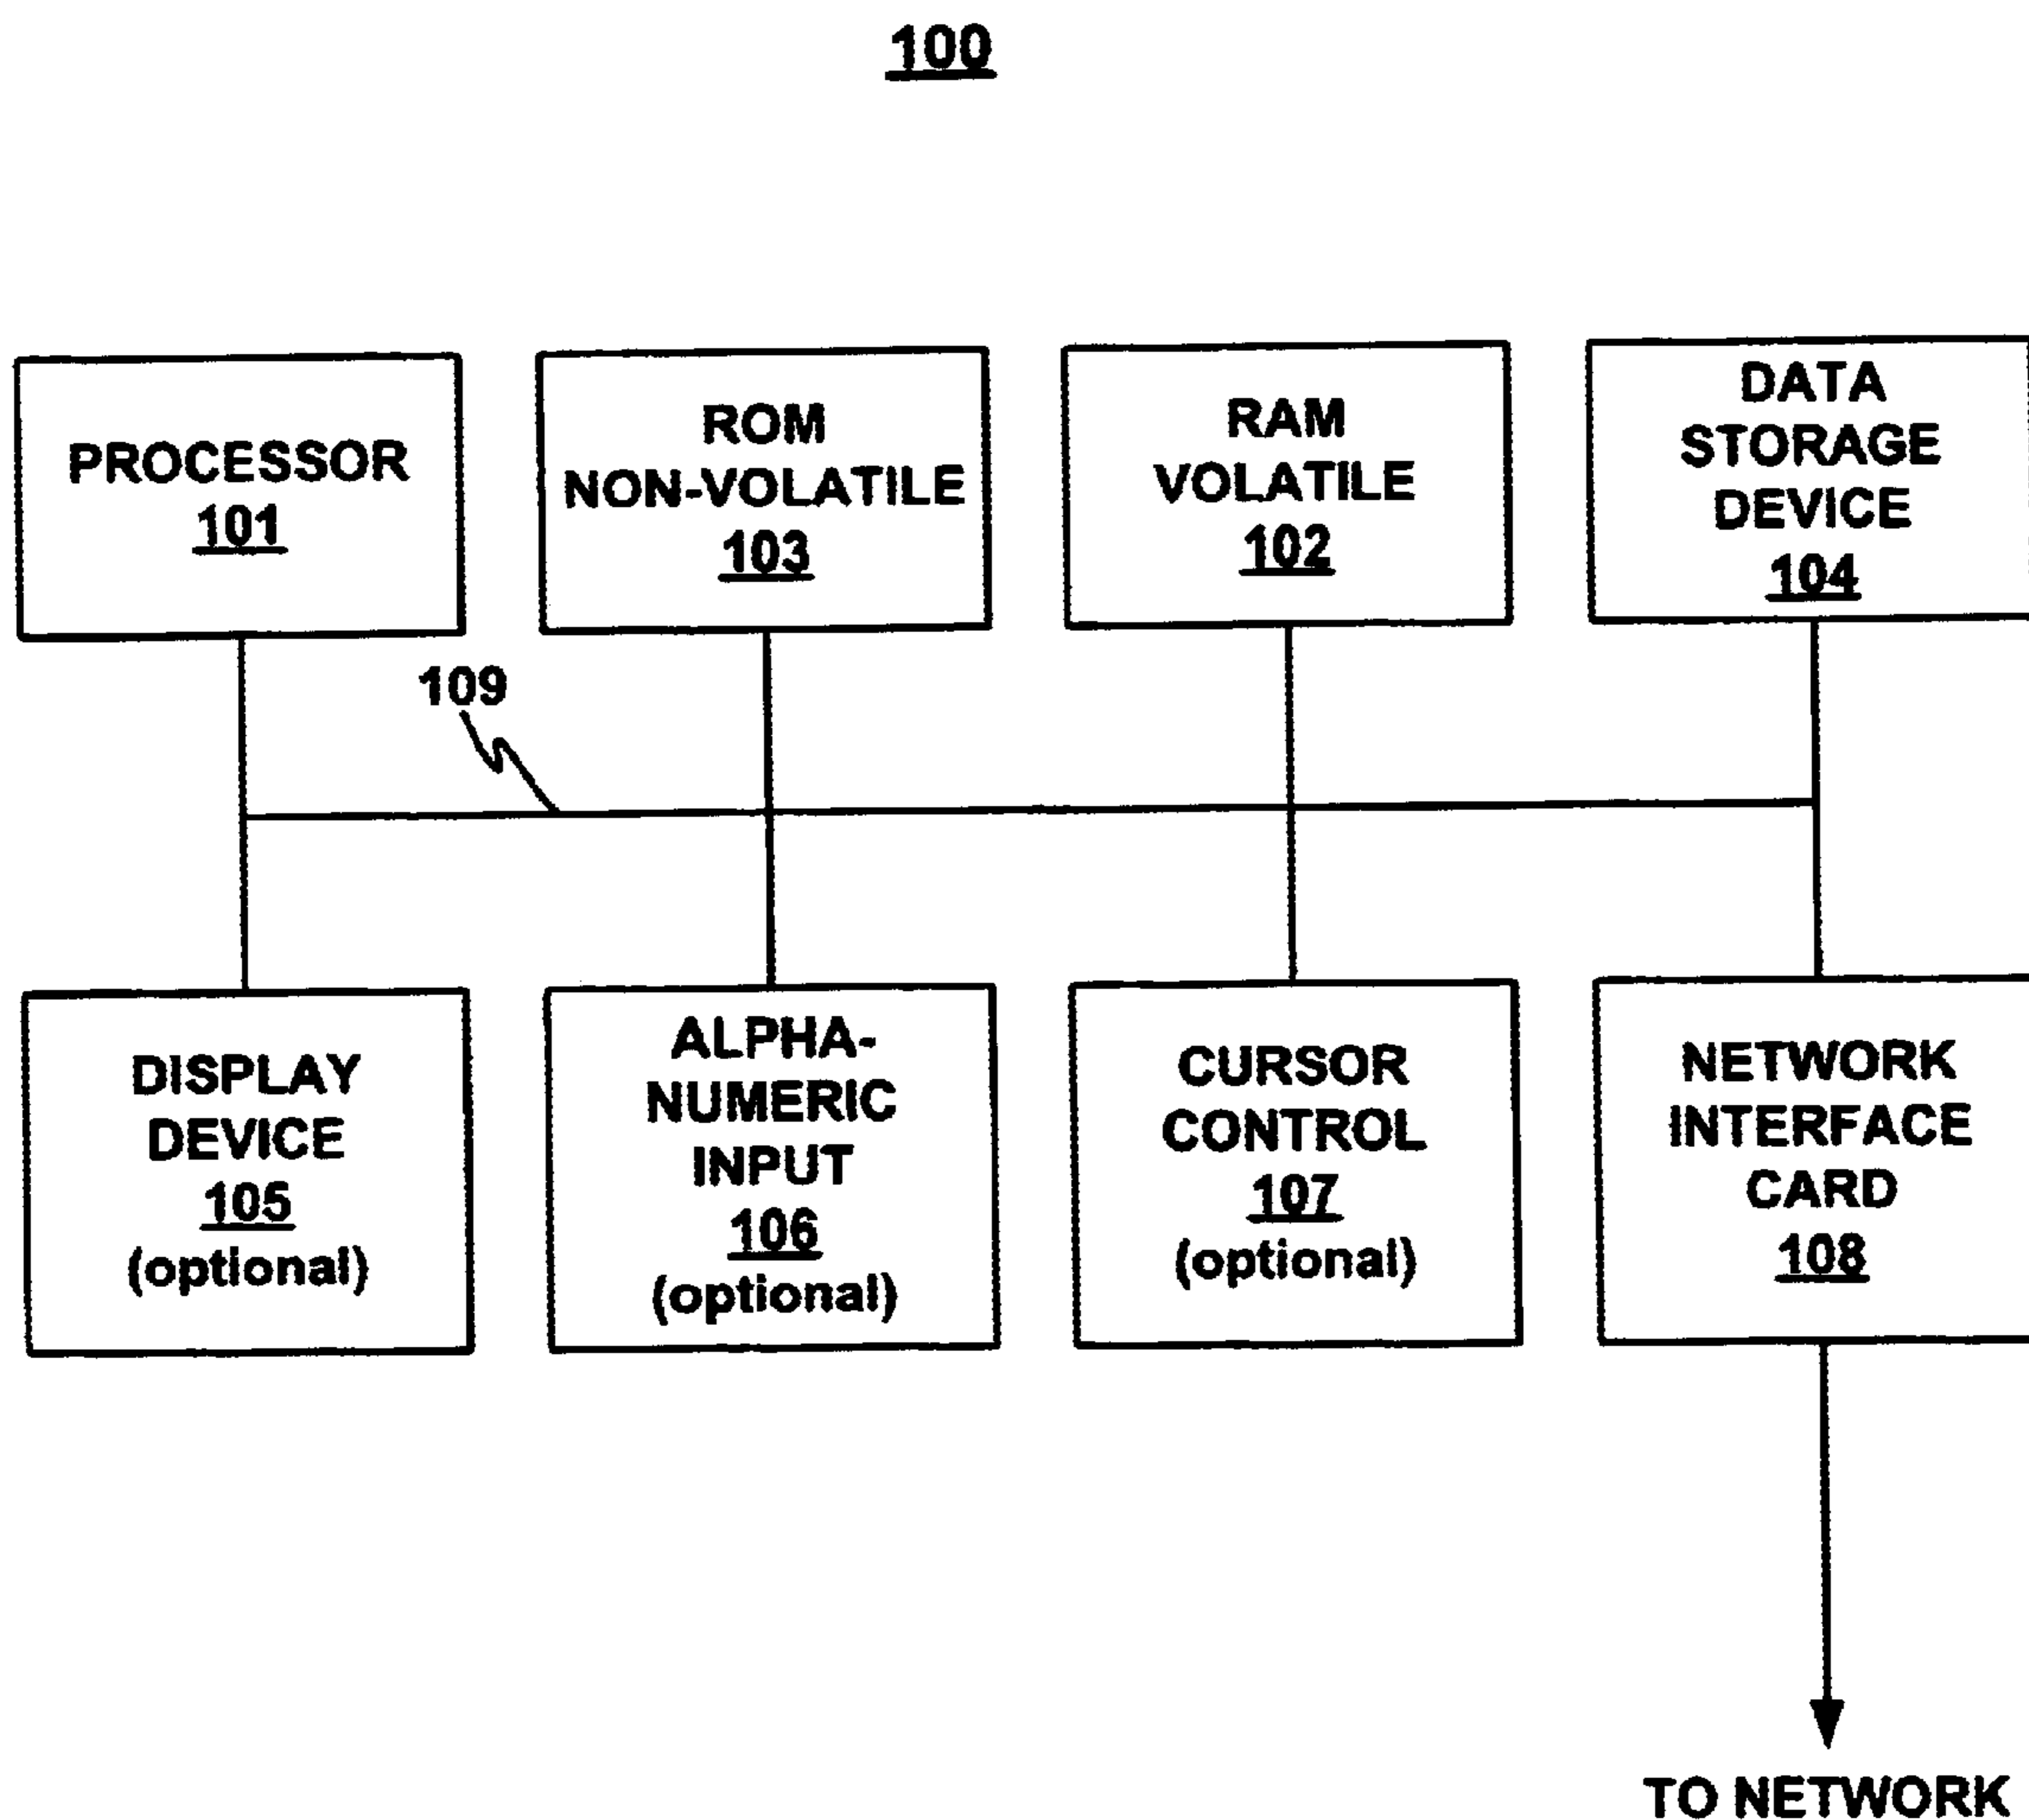 100
PROCESSOR
101
ROM
NON-VOLATILE
103
RAM
VOLATILE
102
DATA
STORAGE
DEVICE
104
109
DISPLAY
DEVICE
105
(optional)
ALPHA-
NUMERIC
INPUT
106
(optional)
CURSOR
CONTROL
107
(optional)
NETWORK
INTERFACE
CARD
108
TO NETWORK